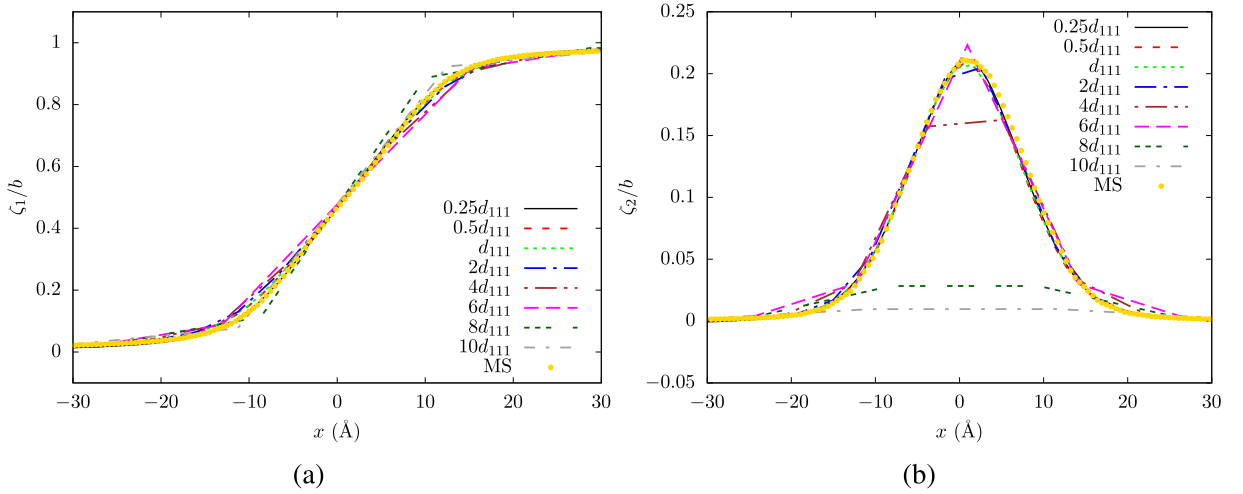 1
0.8
0.6
0.4
0.2
0
ζ₁/b
−30
−20
−10
0
10
20
30
x (Å)
0.25d₁₁₁
0.5d₁₁₁
d₁₁₁
2d₁₁₁
4d₁₁₁
6d₁₁₁
8d₁₁₁
10d₁₁₁
MS
(a)
0.25
0.2
0.15
0.1
0.05
0
−0.05
ζ₂/b
−30
−20
−10
0
10
20
30
x (Å)
0.25d₁₁₁
0.5d₁₁₁
d₁₁₁
2d₁₁₁
4d₁₁₁
6d₁₁₁
8d₁₁₁
10d₁₁₁
MS
(b)